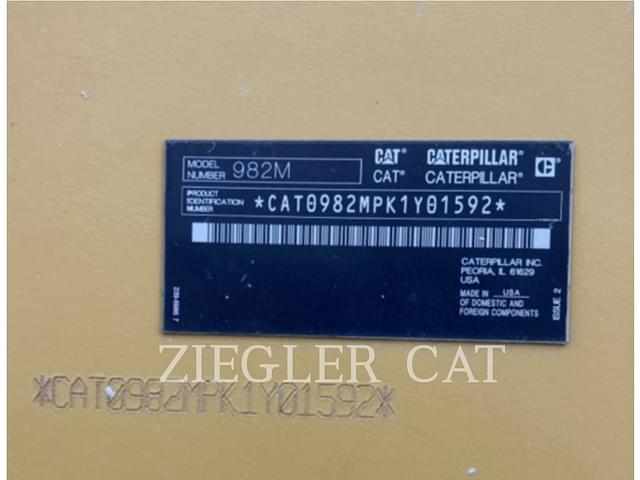 MODEL NUMBER 982M
CAT® CATERPILLAR®
CAT® CATERPILLAR®
PRODUCT IDENTIFICATION NUMBER *CAT0982MPK1Y01592*
CATERPILLAR INC.
PEORIA, IL 61629
USA
MADE IN USA
OF DOMESTIC AND
FOREIGN COMPONENTS
ISSUE 2
ZIEGLER CAT
*CAT0982MPK1Y01592*